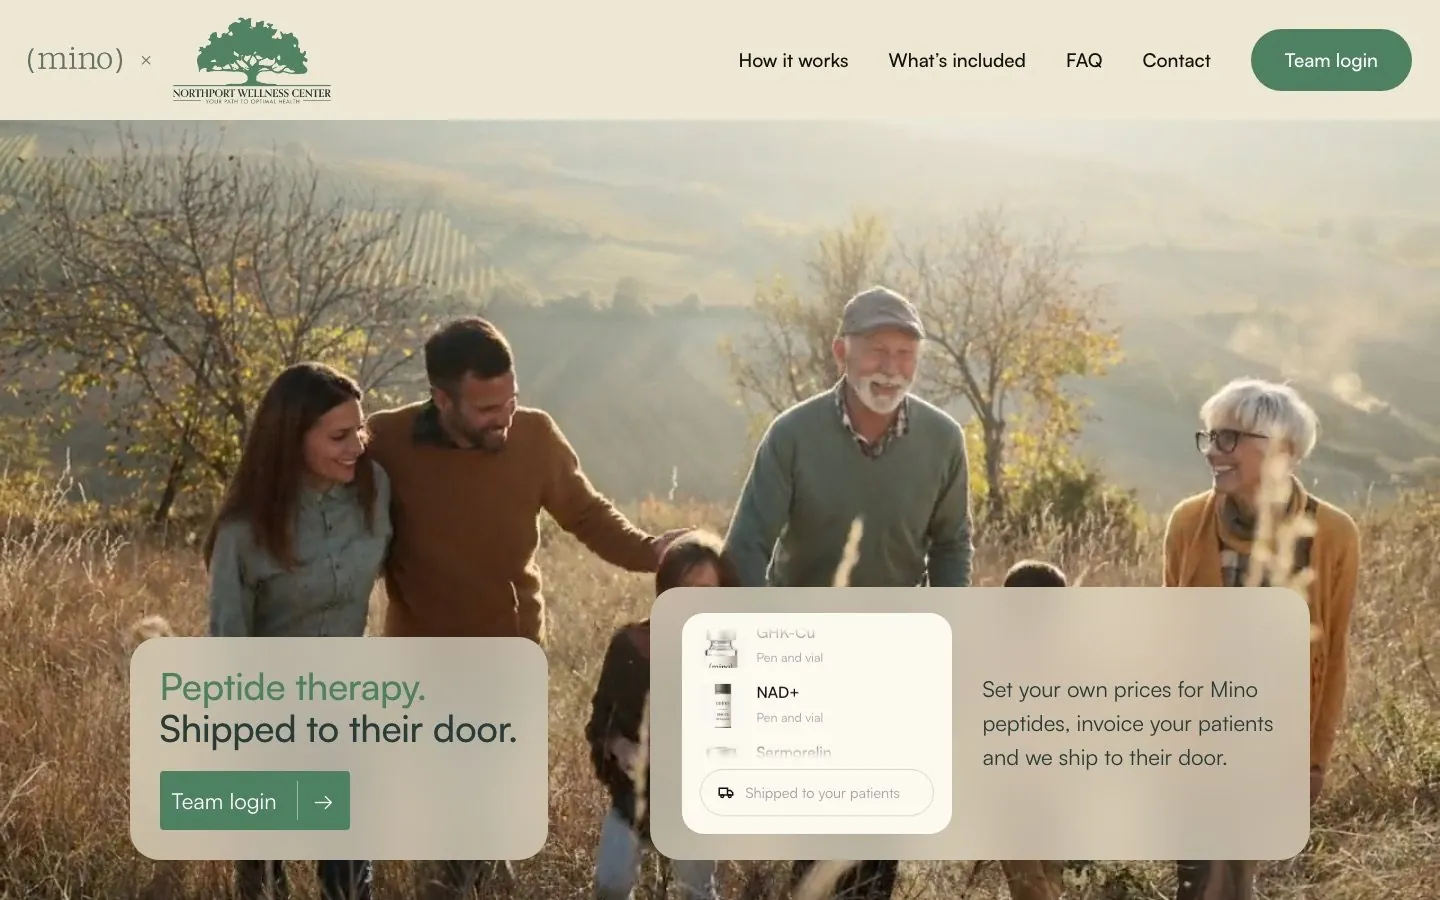 (mino) ×
NORTHPORT WELLNESS CENTER
YOUR PATH TO OPTIMAL HEALTH
How it works
What's included
FAQ
Contact
Team login
Peptide therapy.
Shipped to their door.
Team login →
GHK-Cu
Pen and vial
(mino)
NAD+
Pen and vial
Sermorelin
Shipped to your patients
Set your own prices for Mino
peptides, invoice your patients
and we ship to their door.